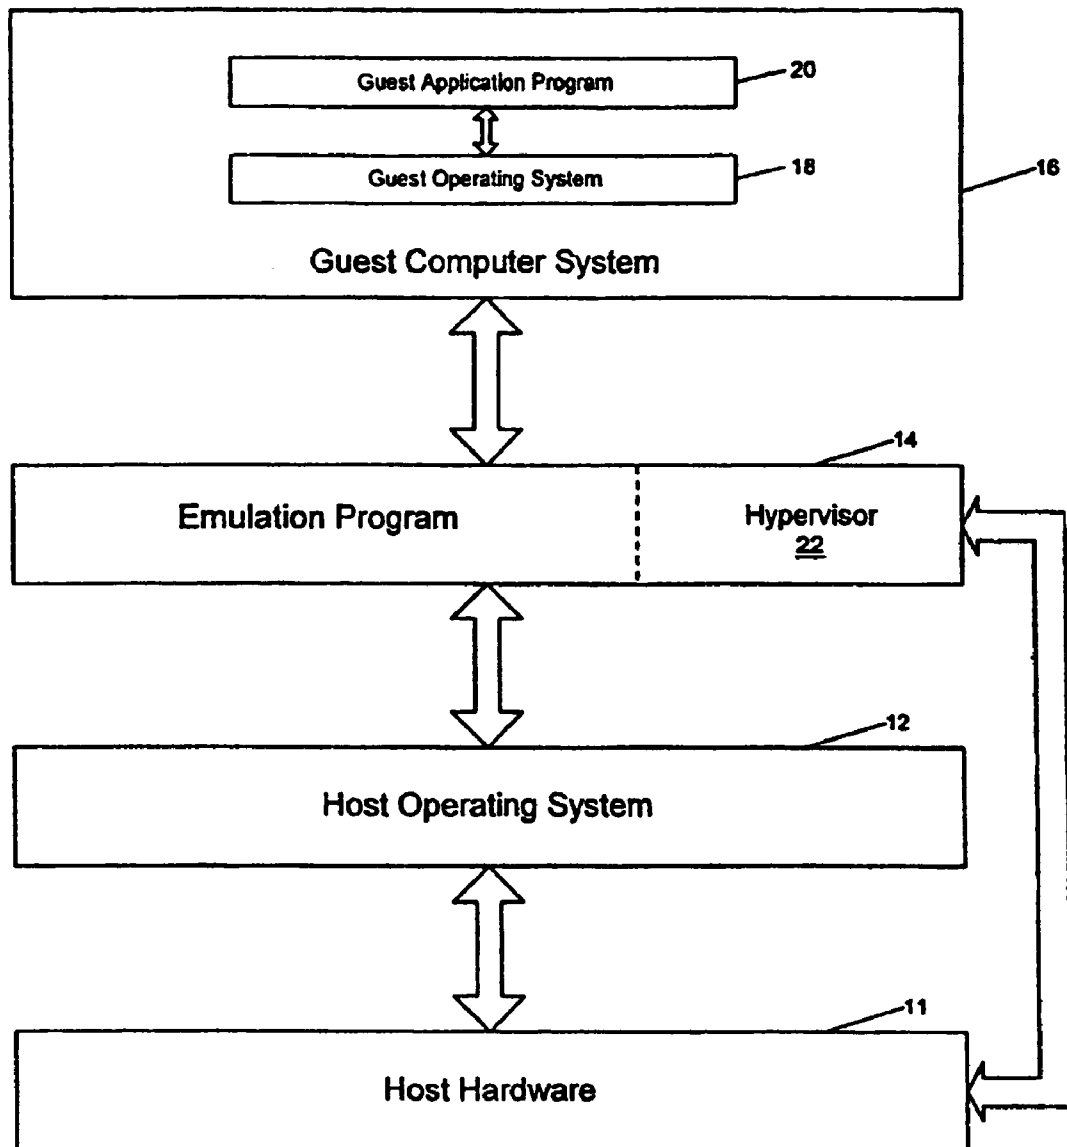 Guest Application Program
20
Guest Operating System
18
16
Guest Computer System
14
Emulation Program
Hypervisor
22
12
Host Operating System
11
Host Hardware